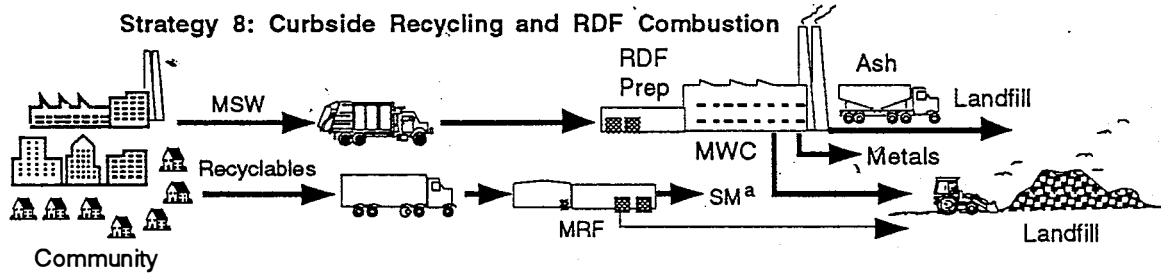 Strategy 8: Curbside Recycling and RDF Combustion
RDF
Prep
Ash
MSW
Landfill
MWC
Metals
Recyclables
SMa
MRF
Landfill
Community